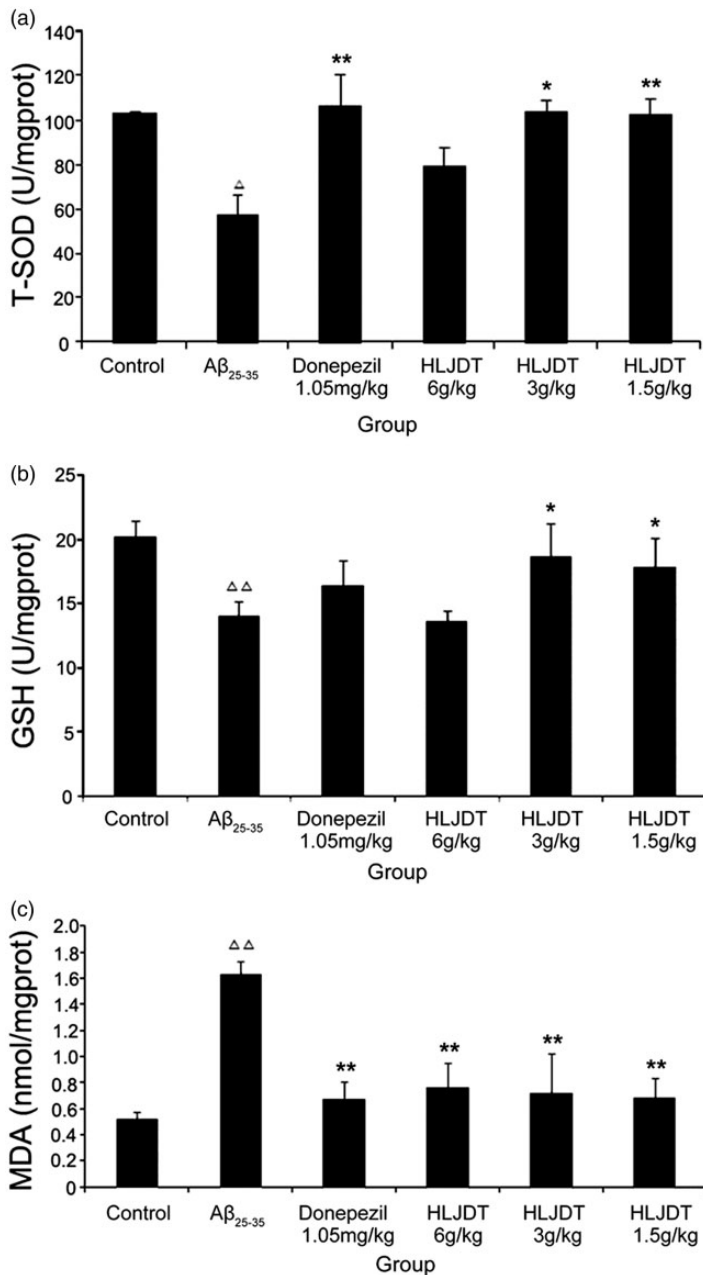 (a)
T-SOD (U/mgprot)
140
120
100
80
60
40
20
0
**
△
*
**
Control
Aβ25-35
Donepezil
1.05mg/kg
HLJDT
6g/kg
HLJDT
3g/kg
HLJDT
1.5g/kg
Group
(b)
GSH (U/mgprot)
25
20
15
10
5
0
△△
*
*
Control
Aβ25-35
Donepezil
1.05mg/kg
HLJDT
6g/kg
HLJDT
3g/kg
HLJDT
1.5g/kg
Group
(c)
MDA (nmol/mgprot)
2.0
1.8
1.6
1.4
1.2
1.0
0.8
0.6
0.4
0.2
0
△△
**
**
**
**
Control
Aβ25-35
Donepezil
1.05mg/kg
HLJDT
6g/kg
HLJDT
3g/kg
HLJDT
1.5g/kg
Group